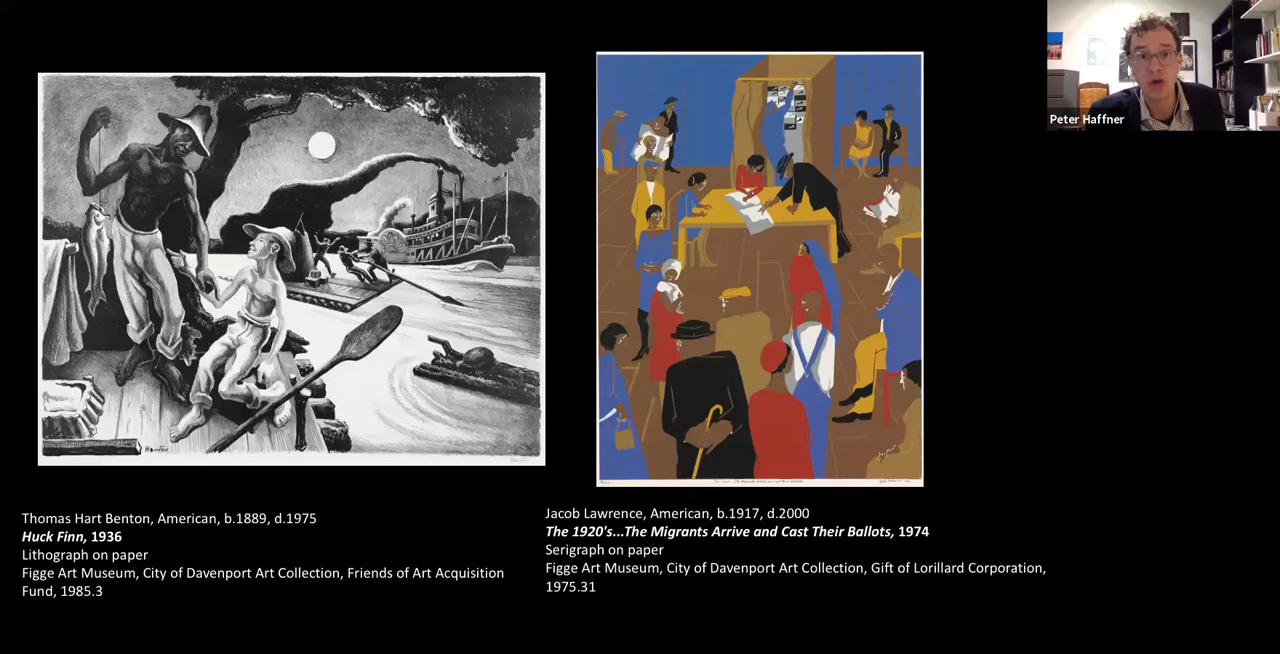 Peter Haffner
Benton
Thomas Hart Benton, American, b.1889, d.1975
Huck Finn, 1936
Lithograph on paper
Figge Art Museum, City of Davenport Art Collection, Friends of Art Acquisition
Fund, 1985.3
Jacob Lawrence, American, b.1917, d.2000
The 1920's...The Migrants Arrive and Cast Their Ballots, 1974
Serigraph on paper
Figge Art Museum, City of Davenport Art Collection, Gift of Lorillard Corporation,
1975.31